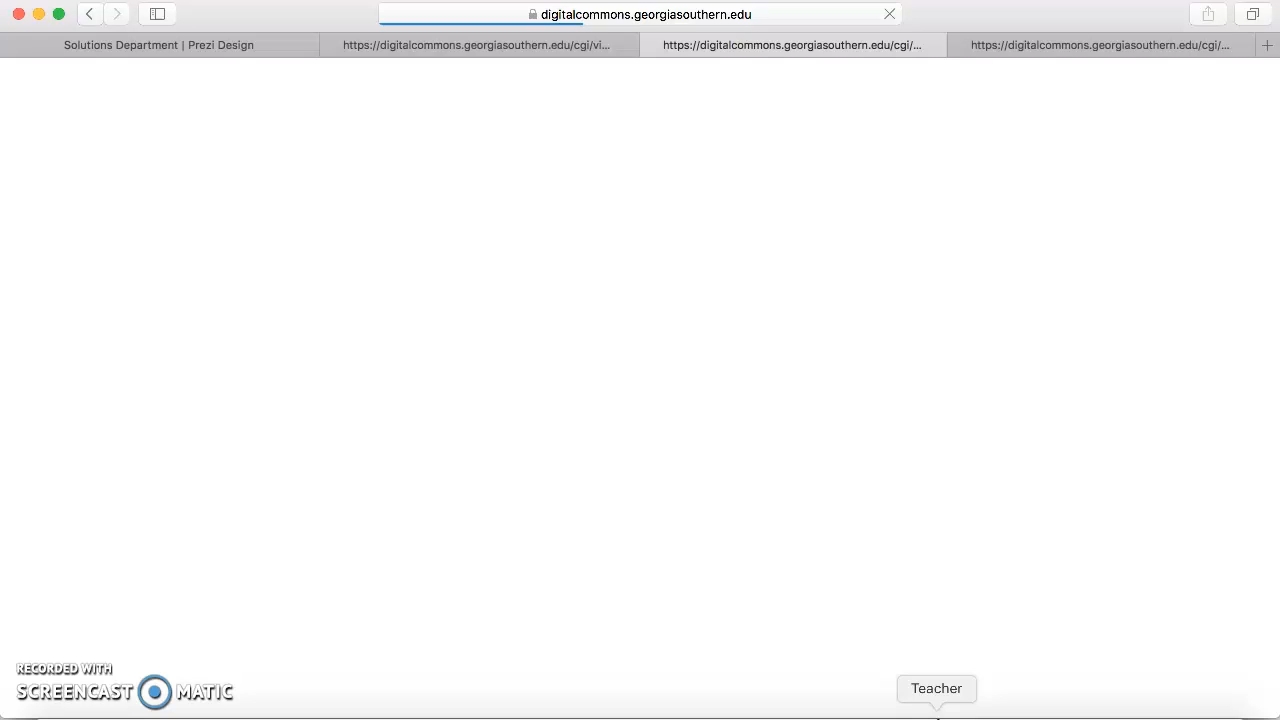 digitalcommons.georgiasouthern.edu
Solutions Department | Prezi Design
https://digitalcommons.georgiasouthern.edu/cgi/vi...
https://digitalcommons.georgiasouthern.edu/cgi/...
https://digitalcommons.georgiasouthern.edu/cgi/...
RECORDED WITH
SCREENCAST MATIC
Teacher